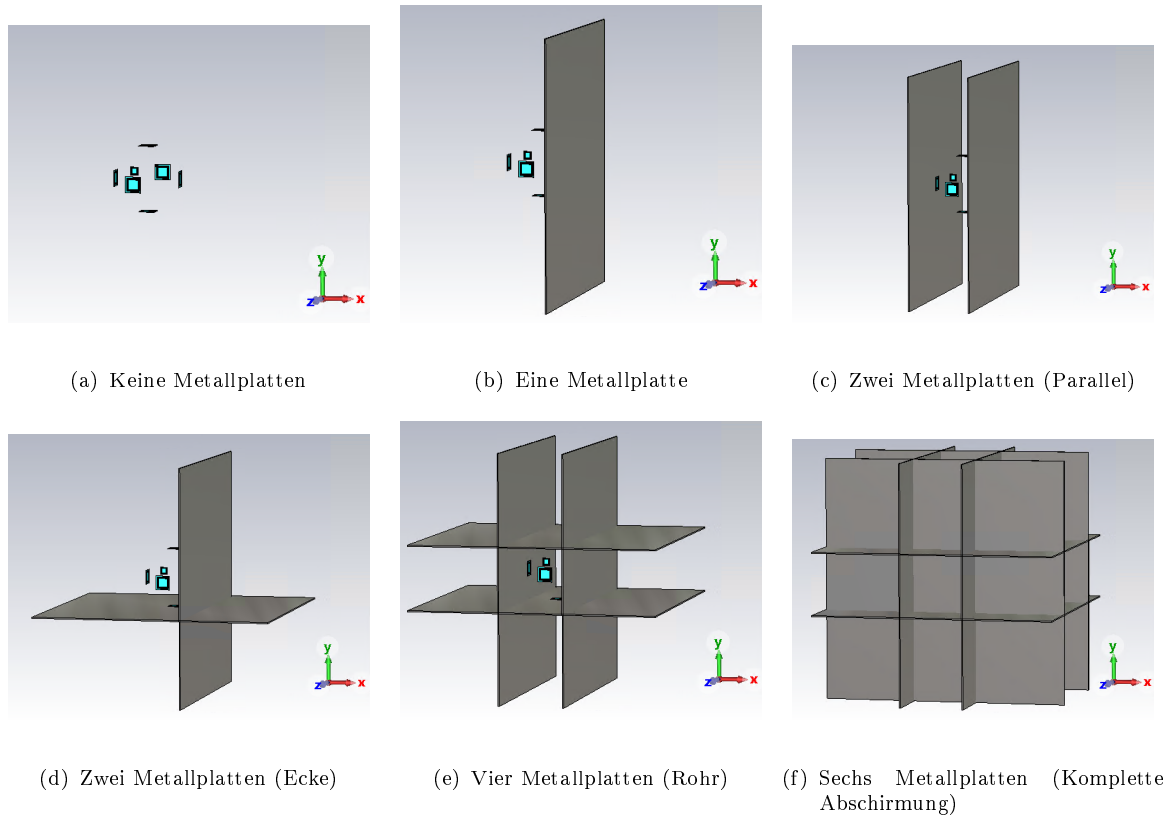 y
x
z
y
x
z
y
x
z
(a) Keine Metallplatten
(b) Eine Metallplatte
(c) Zwei Metallplatten (Parallel)
y
x
z
y
x
z
y
x
z
(d) Zwei Metallplatten (Ecke)
(e) Vier Metallplatten (Rohr)
(f) Sechs Metallplatten (Komplette
Abschirmung)